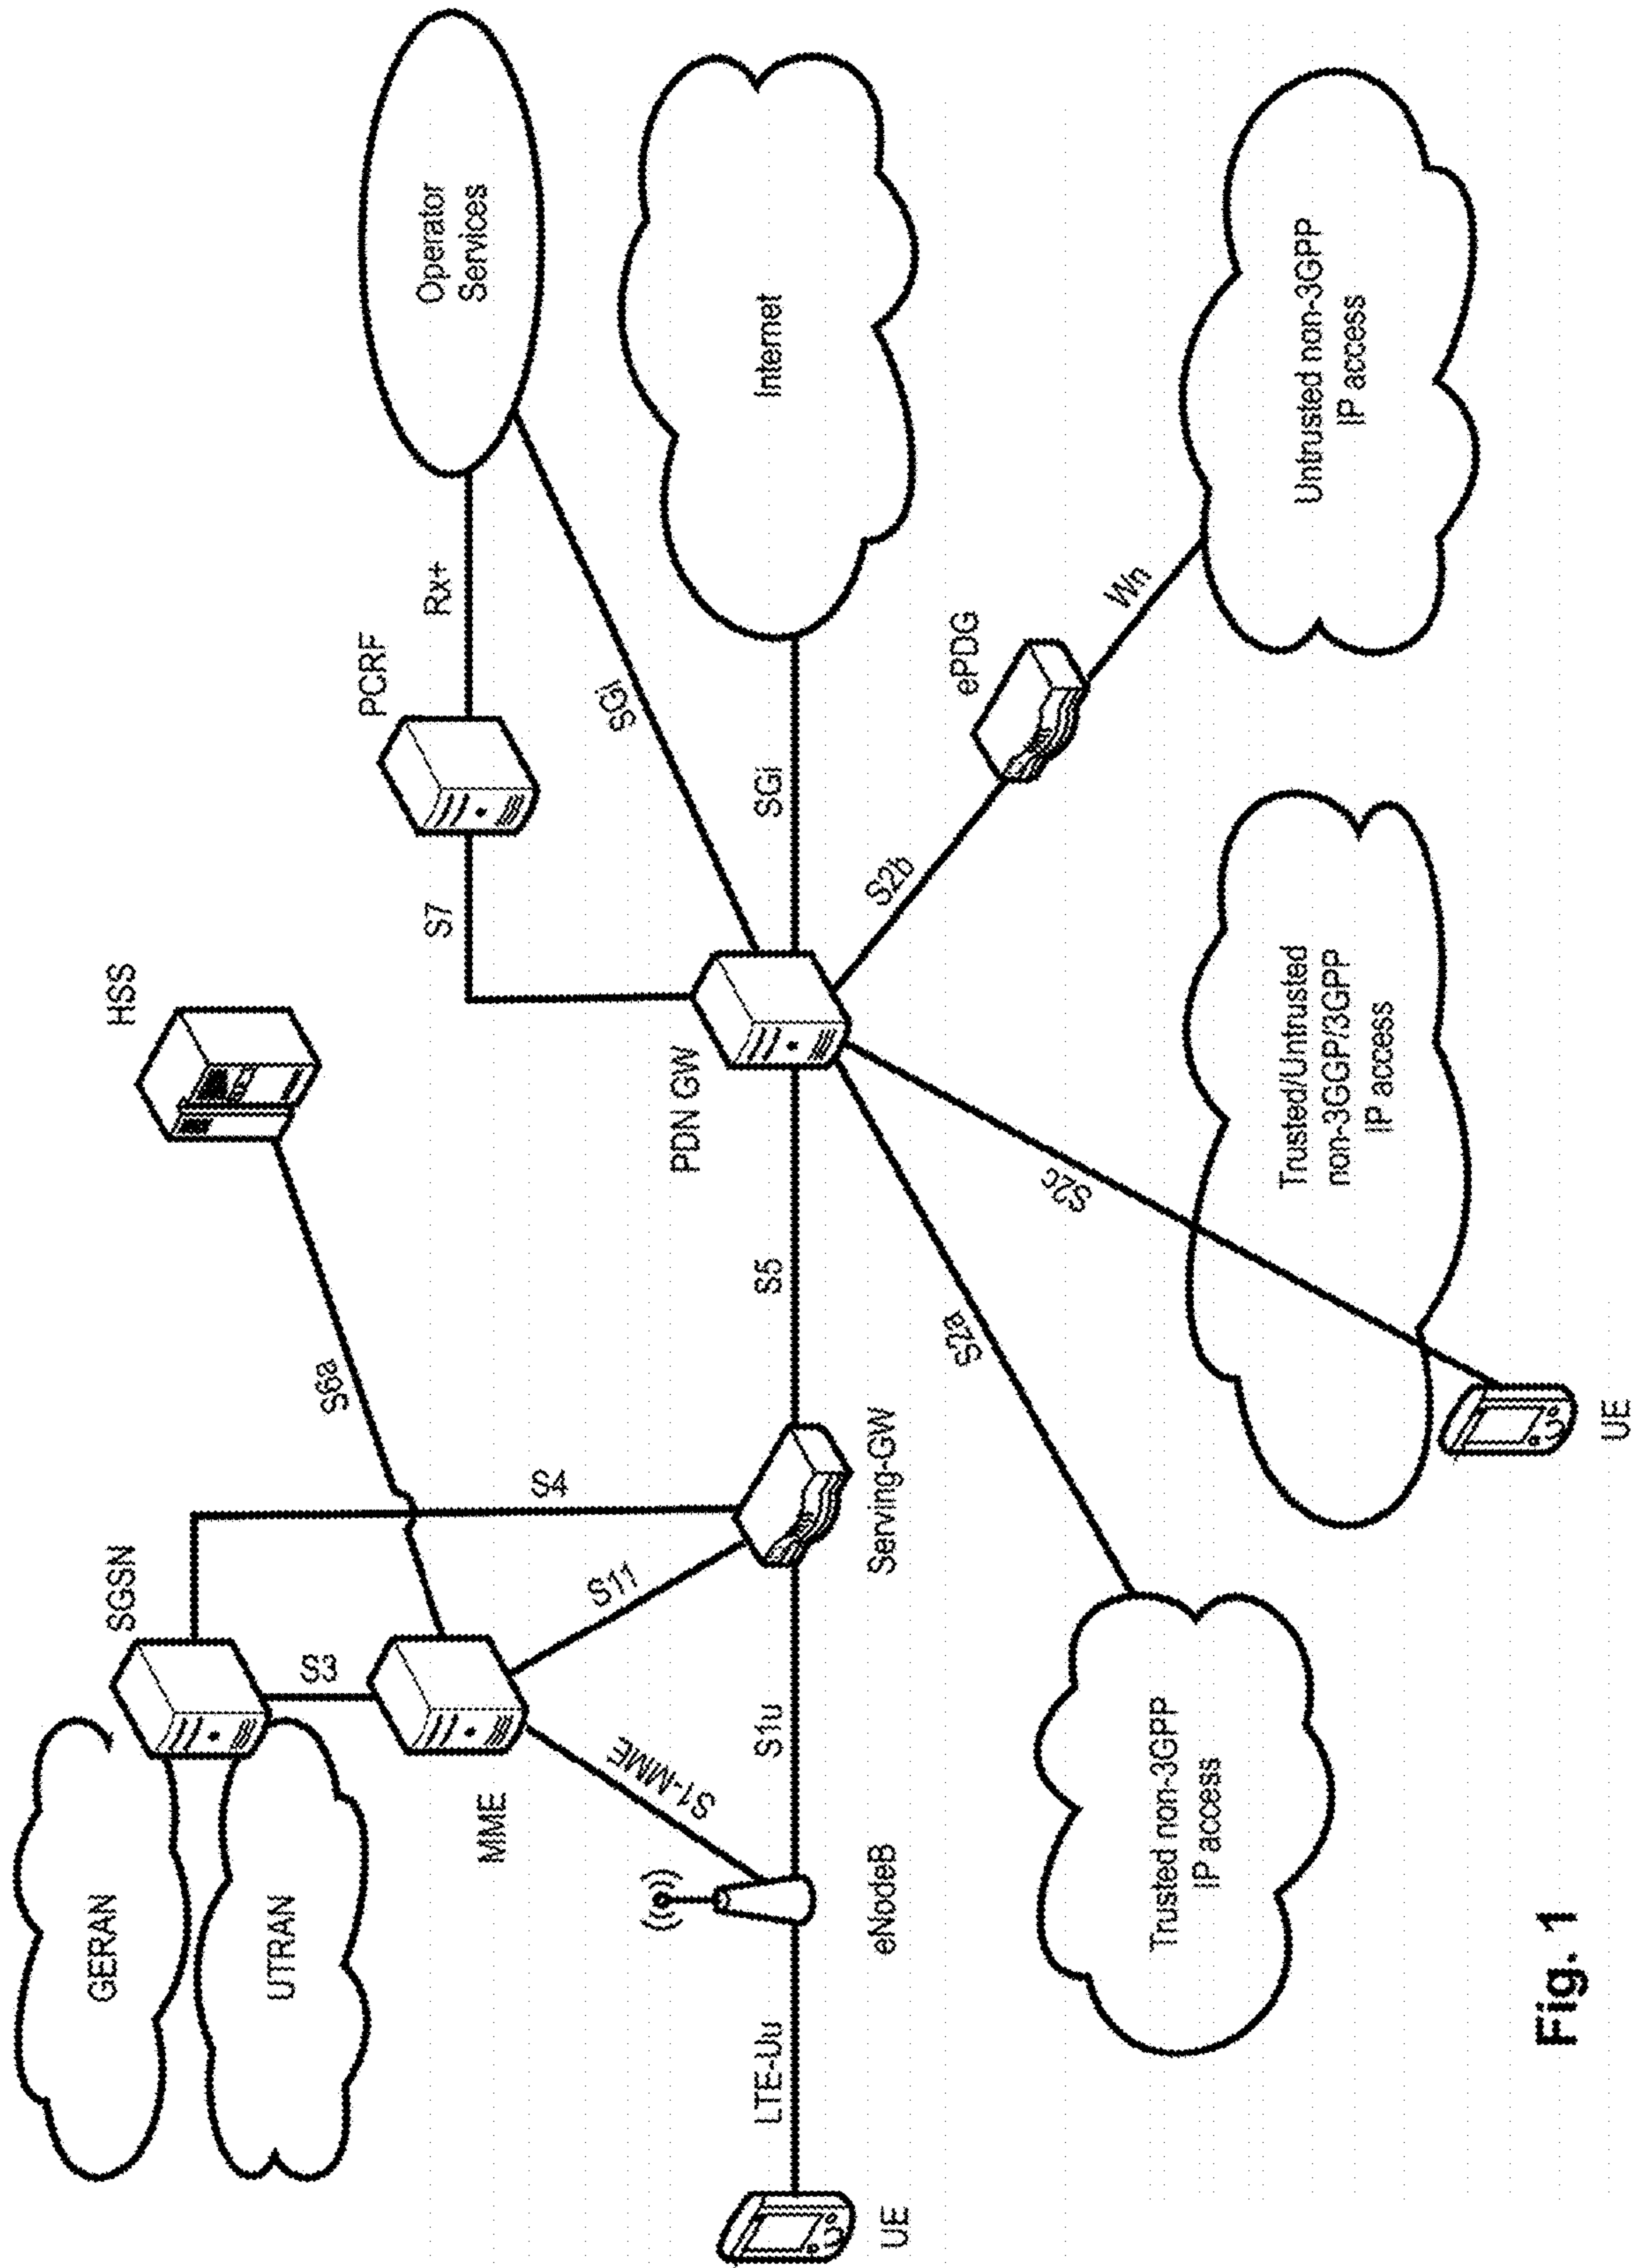 GERAN
UTRAN
SGSN
HSS
S3
S6a
MME
PCRF
S7
Rx+
Operator
Services
S4
S11
S1-MME
SGi
LTE-Uu
S1u
S5
PDN GW
SGi
Internet
UE
eNodeB
Serving-GW
S2a
S2c
S2b
ePDG
Wn
Trusted non-3GPP
IP access
Trusted/Untrusted
non-3GGP/3GPP
IP access
Untrusted non-3GPP
IP access
UE
Fig. 1